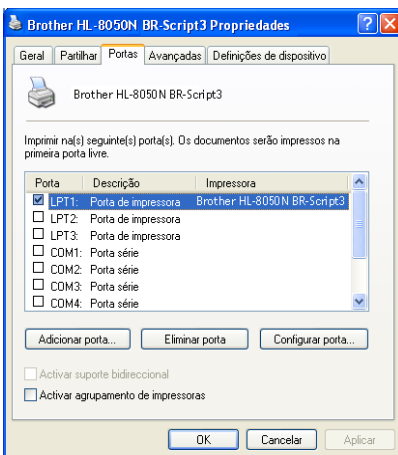 Brother HL-8050N BR-Script3 Propriedades
Geral Partilhar Portas Avançadas Definições de dispositivo
Brother HL-8050N BR-Script3
Imprimir na(s) seguinte(s) porta(s). Os documentos serão impressos na
primeira porta livre.
Porta Descrição Impressora
LPT1: Porta de impressora Brother HL-8050N BR-Script3
LPT2: Porta de impressora
LPT3: Porta de impressora
COM1: Porta série
COM2: Porta série
COM3: Porta série
COM4: Porta série
Adicionar porta... Eliminar porta Configurar porta...
Activar suporte bidireccional
Activar agrupamento de impressoras
OK Cancelar Aplicar